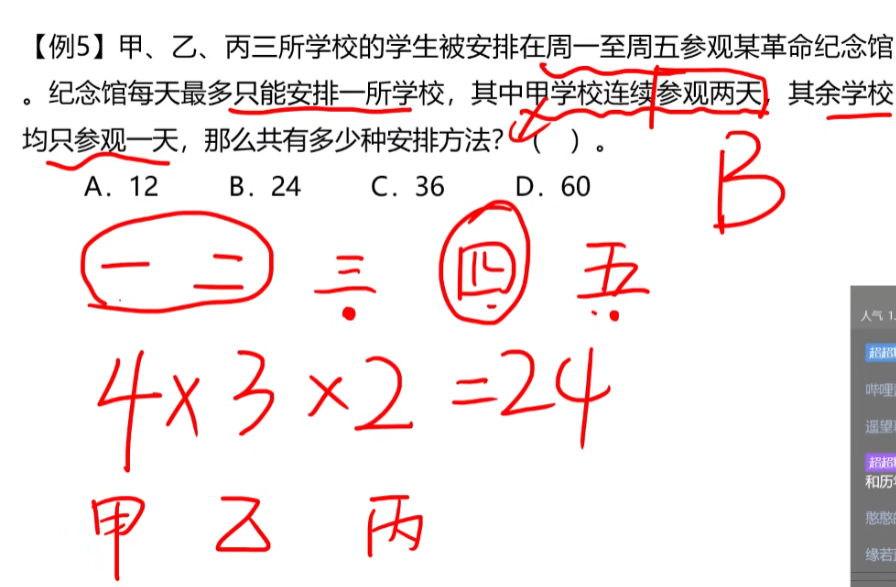 【例5】甲、乙、丙三所学校的学生被安排在周一至周五参观某革命纪念馆
。纪念馆每天最多只能安排一所学校，其中甲学校连续参观两天，其余学校
均只参观一天，那么共有多少种安排方法？（ ）。
A. 12 B. 24 C. 36 D. 60
B
一 二 三 四 五
4×3×2=24
甲 乙 丙
人气 1.
超超
哔哩
遥望
超超
和历
憨憨
缘若